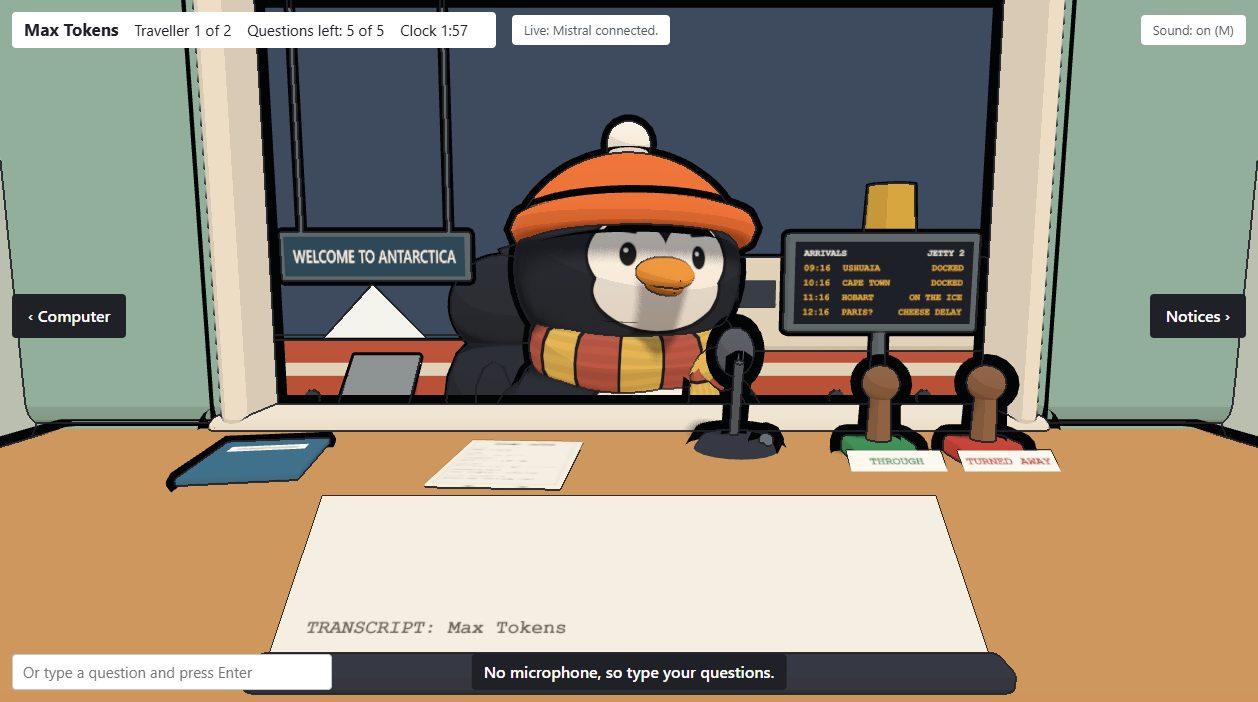 Max Tokens Traveller 1 of 2 Questions left: 5 of 5 Clock 1:57
Live: Mistral connected.
Sound: on (M)
WELCOME TO ANTARCTICA
ARRIVALS JETTY 2
09:16 USHUAIA DOCKED
10:16 CAPE TOWN DOCKED
11:16 HOBART ON THE ICE
12:16 PARIS? CHEESE DELAY
‹ Computer
Notices ›
THROUGH
TURNED AWAY
TRANSCRIPT: Max Tokens
Or type a question and press Enter
No microphone, so type your questions.